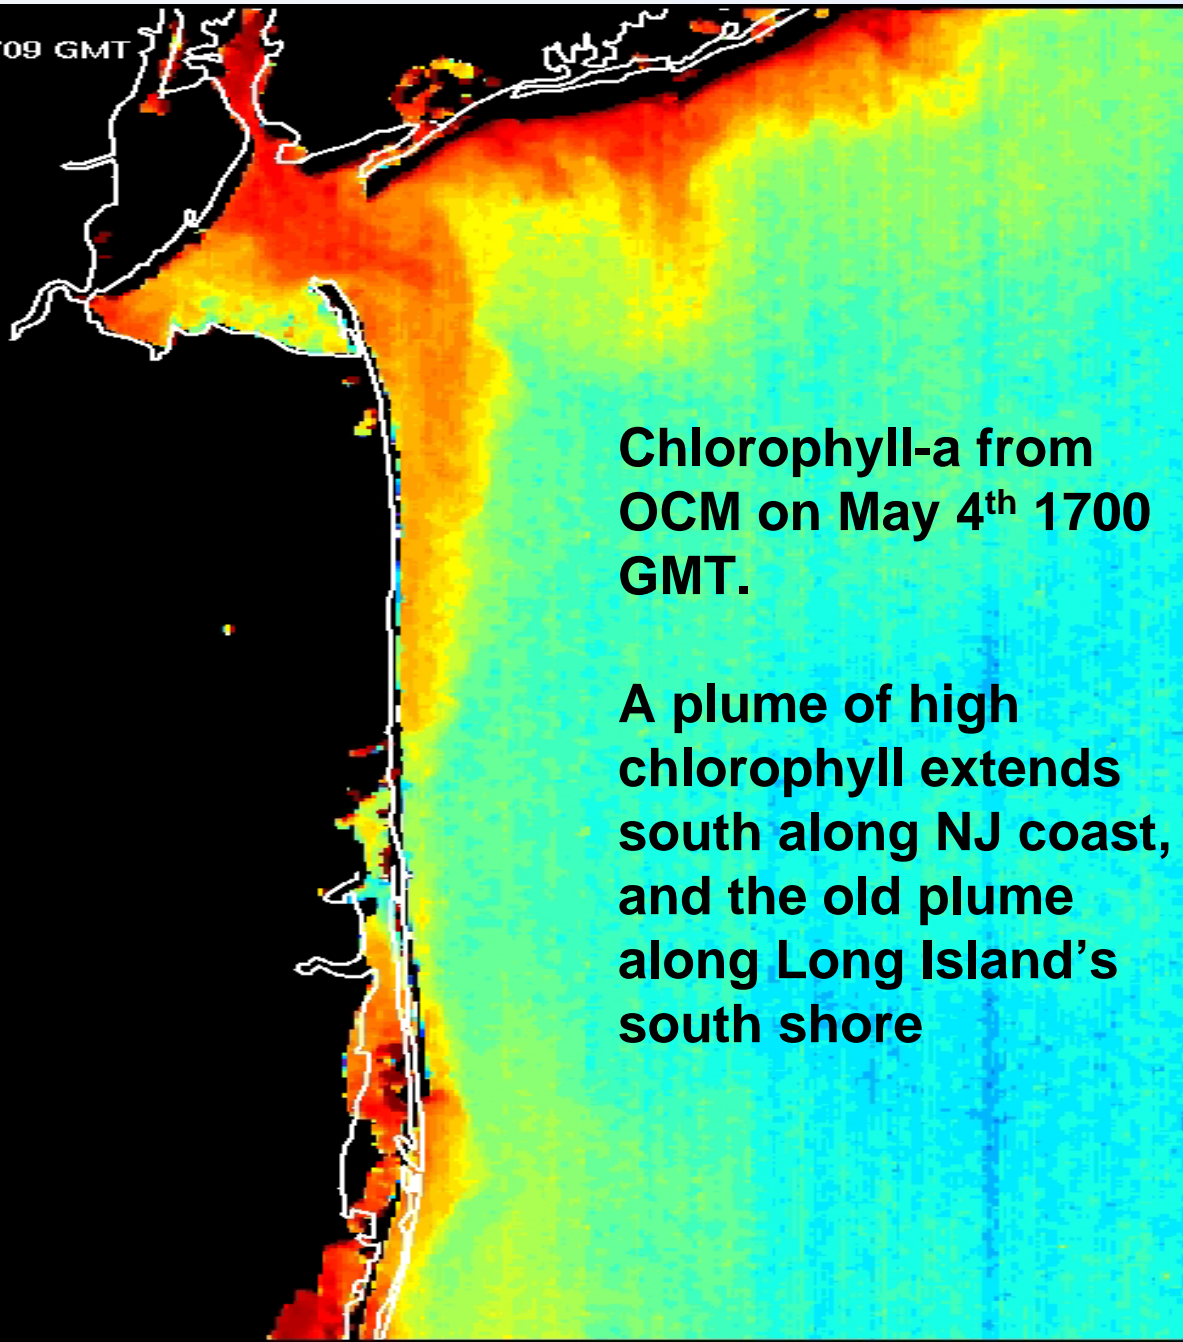 709 GMT
Chlorophyll-a from
OCM on May 4th 1700
GMT.
A plume of high
chlorophyll extends
south along NJ coast,
and the old plume
along Long Island’s
south shore